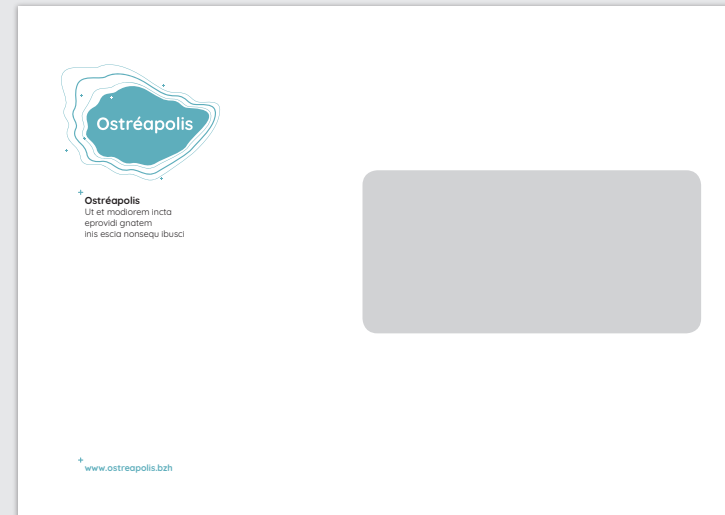 Ostréapolis
Ostréapolis
Ut et modiorem incta
eprovidi gnatem
inis escia nonsequ ibusci
www.ostreapolis.bzh